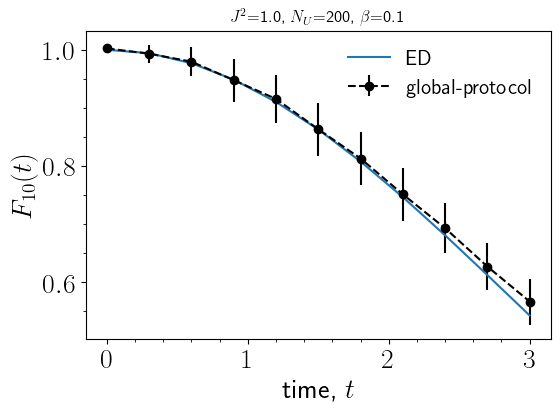 J²=1.0, N_U=200, β=0.1
ED
global-protocol
F₁₀(t)
1.0
0.8
0.6
0
1
2
3
time, t